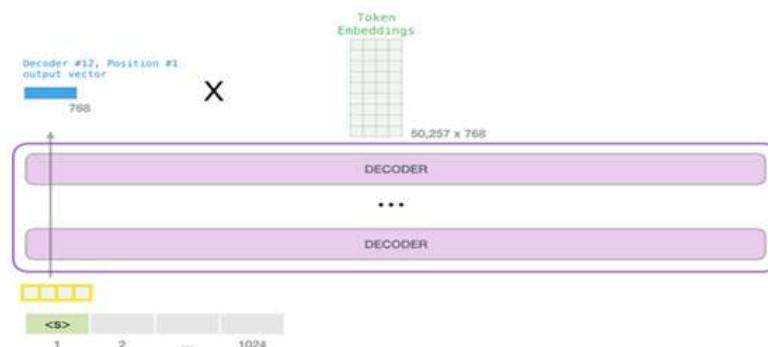 Token
Embeddings
Decoder #12, Position #1
output vector
X
768
50,257 x 768
DECODER
...
DECODER
<S>
1 2 ... 1024